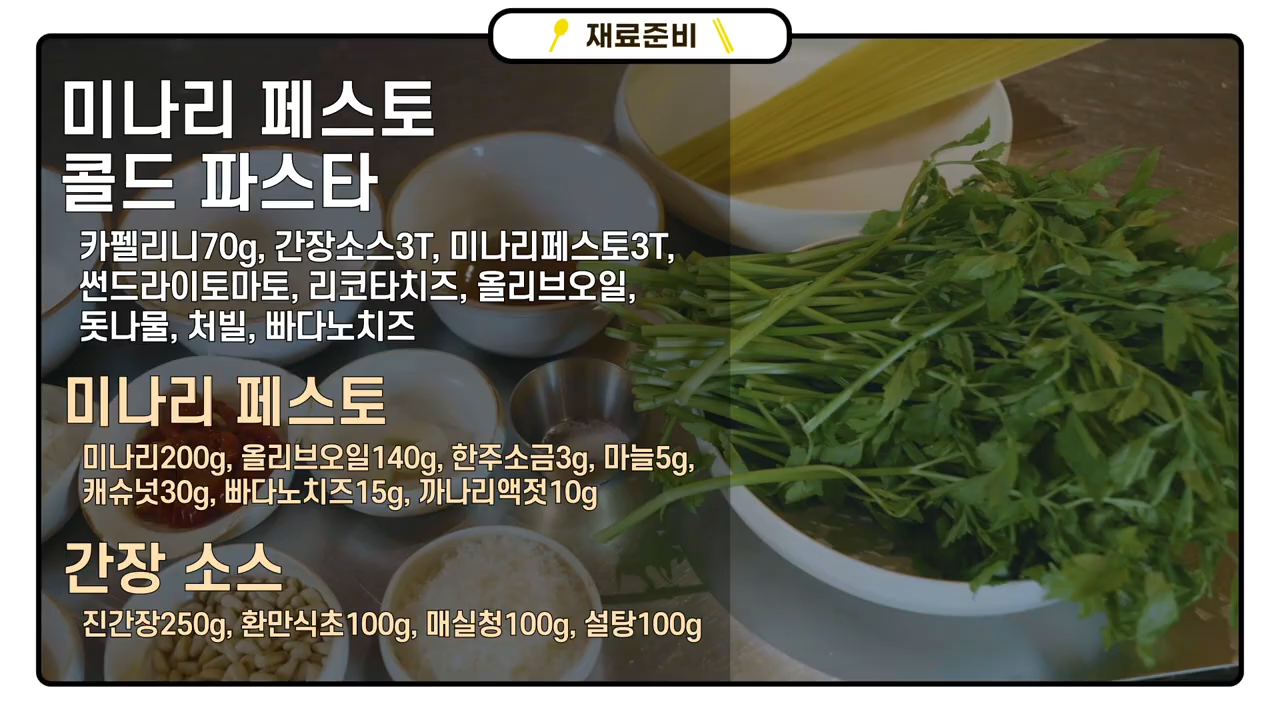 재료준비
미나리 페스토
콜드 파스타
카펠리니70g, 간장소스3T, 미나리페스토3T,
썬드라이토마토, 리코타치즈, 올리브오일,
돗나물, 처빌, 빠다노치즈
미나리 페스토
미나리200g, 올리브오일140g, 한주소금3g, 마늘5g,
캐슈넛30g, 빠다노치즈15g, 까나리액젓10g
간장 소스
진간장250g, 환만식초100g, 매실청100g, 설탕100g